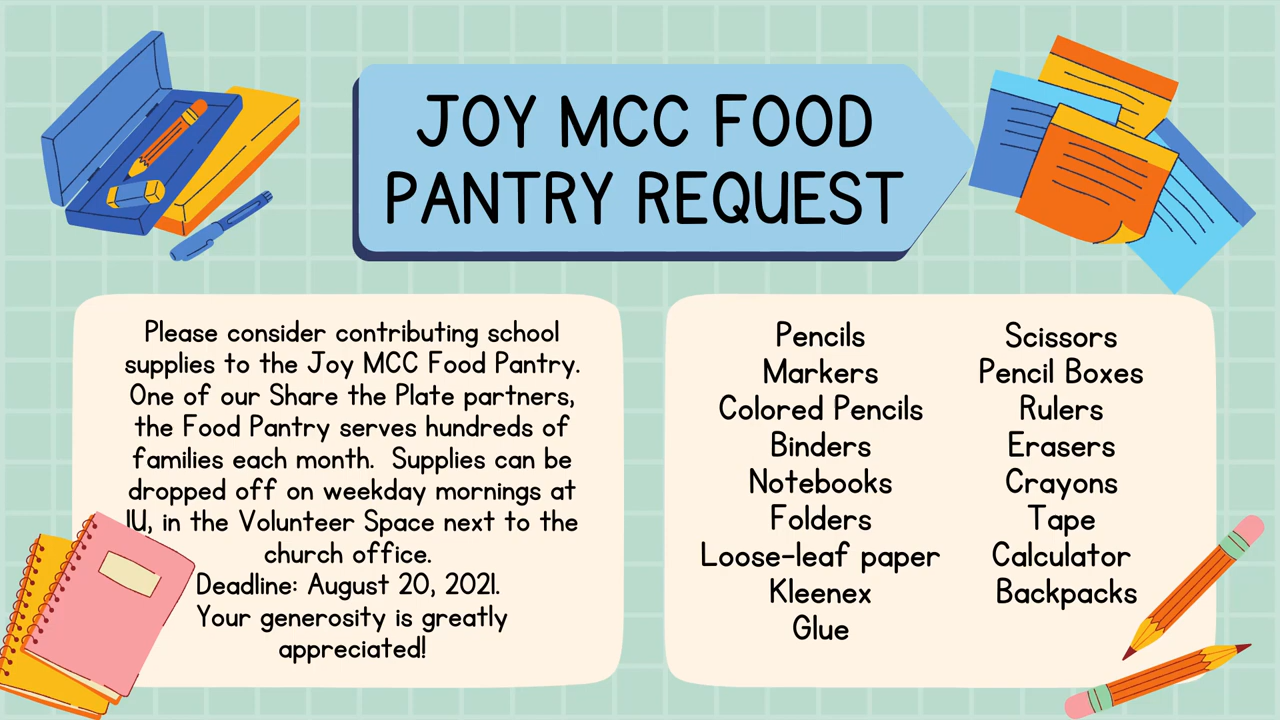 JOY MCC FOOD
PANTRY REQUEST
Please consider contributing school
supplies to the Joy MCC Food Pantry.
One of our Share the Plate partners,
the Food Pantry serves hundreds of
families each month.  Supplies can be
dropped off on weekday mornings at
IU, in the Volunteer Space next to the
church office.
Deadline: August 20, 2021.
Your generosity is greatly
appreciated!
Pencils
Markers
Colored Pencils
Binders
Notebooks
Folders
Loose-leaf paper
Kleenex
Glue
Scissors
Pencil Boxes
Rulers
Erasers
Crayons
Tape
Calculator
Backpacks